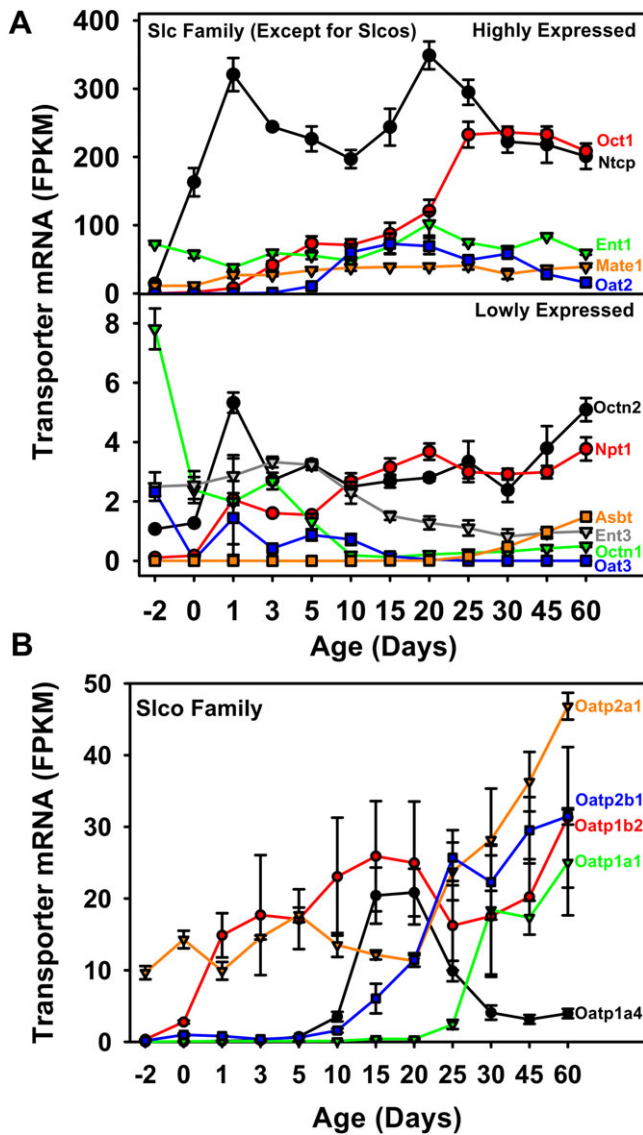 A
Slc Family (Except for Slcos)
Highly Expressed
Transporter mRNA (FPKM)
400
300
200
100
0
Oct1
Ntcp
Ent1
Mate1
Oat2
Lowly Expressed
8
6
4
2
0
Octn2
Npt1
Asbt
Ent3
Octn1
Oat3
-2 0 1 3 5 10 15 20 25 30 45 60
Age (Days)
B
Slco Family
Transporter mRNA (FPKM)
50
40
30
20
10
0
Oatp2a1
Oatp2b1
Oatp1b2
Oatp1a1
Oatp1a4
-2 0 1 3 5 10 15 20 25 30 45 60
Age (Days)